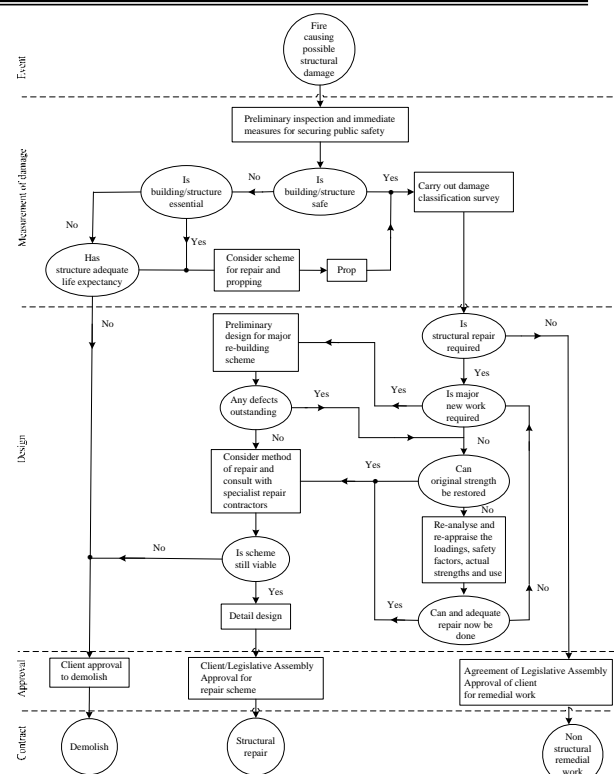 Event
Fire
causing
possible
structural
damage
Measurement of damage
Preliminary inspection and immediate
measures for securing public safety
Is
building/structure
essential
No
Is
building/structure
safe
Yes
Carry out damage
classification survey
No
Yes
Has
structure adequate
life expectancy
Consider scheme
for repair and
propping
Prop
Design
No
Preliminary
design for major
re-building
scheme
Is
structural repair
required
No
Yes
Any defects
outstanding
Yes
Yes
Is major
new work
required
No
No
Consider method
of repair and
consult with
specialist repair
contractors
Yes
Can
original strength
be restored
No
Re-analyse and
re-appraise the
loadings, safety
factors, actual
strengths and use
No
Is scheme
still viable
No
Yes
Yes
Can and adequate
repair now be
done
Detail design
Approval
Client approval
to demolish
Client/Legislative Assembly
Approval for
repair scheme
Agreement of Legislative Assembly
Approval of client
for remedial work
Contract
Demolish
Structural
repair
Non
structural
remedial
work